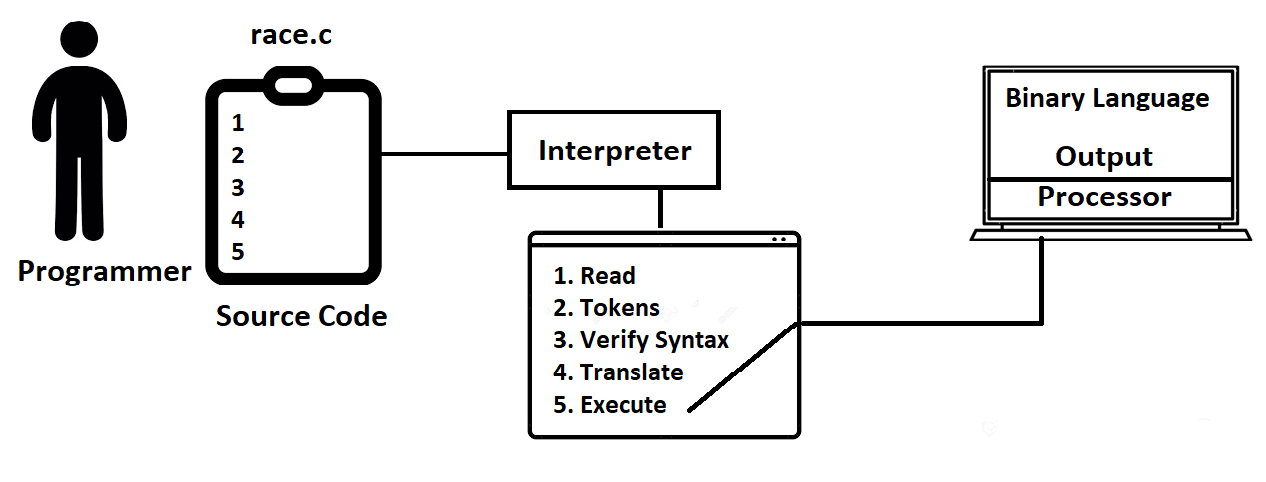 race.c
1
2
3
4
5
Programmer
Source Code
Interpreter
1. Read
2. Tokens
3. Verify Syntax
4. Translate
5. Execute
Binary Language
Output
Processor